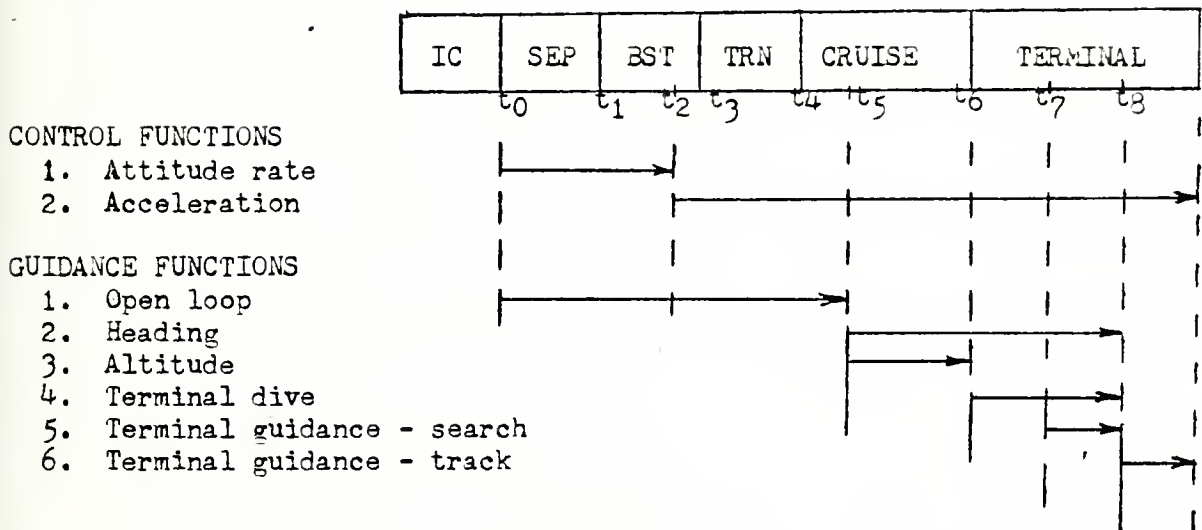 IC SEP BST TRN CRUISE TERMINAL
t0 t1 t2 t3 t4 t5 t6 t7 t8
CONTROL FUNCTIONS
1. Attitude rate
2. Acceleration
GUIDANCE FUNCTIONS
1. Open loop
2. Heading
3. Altitude
4. Terminal dive
5. Terminal guidance - search
6. Terminal guidance - track